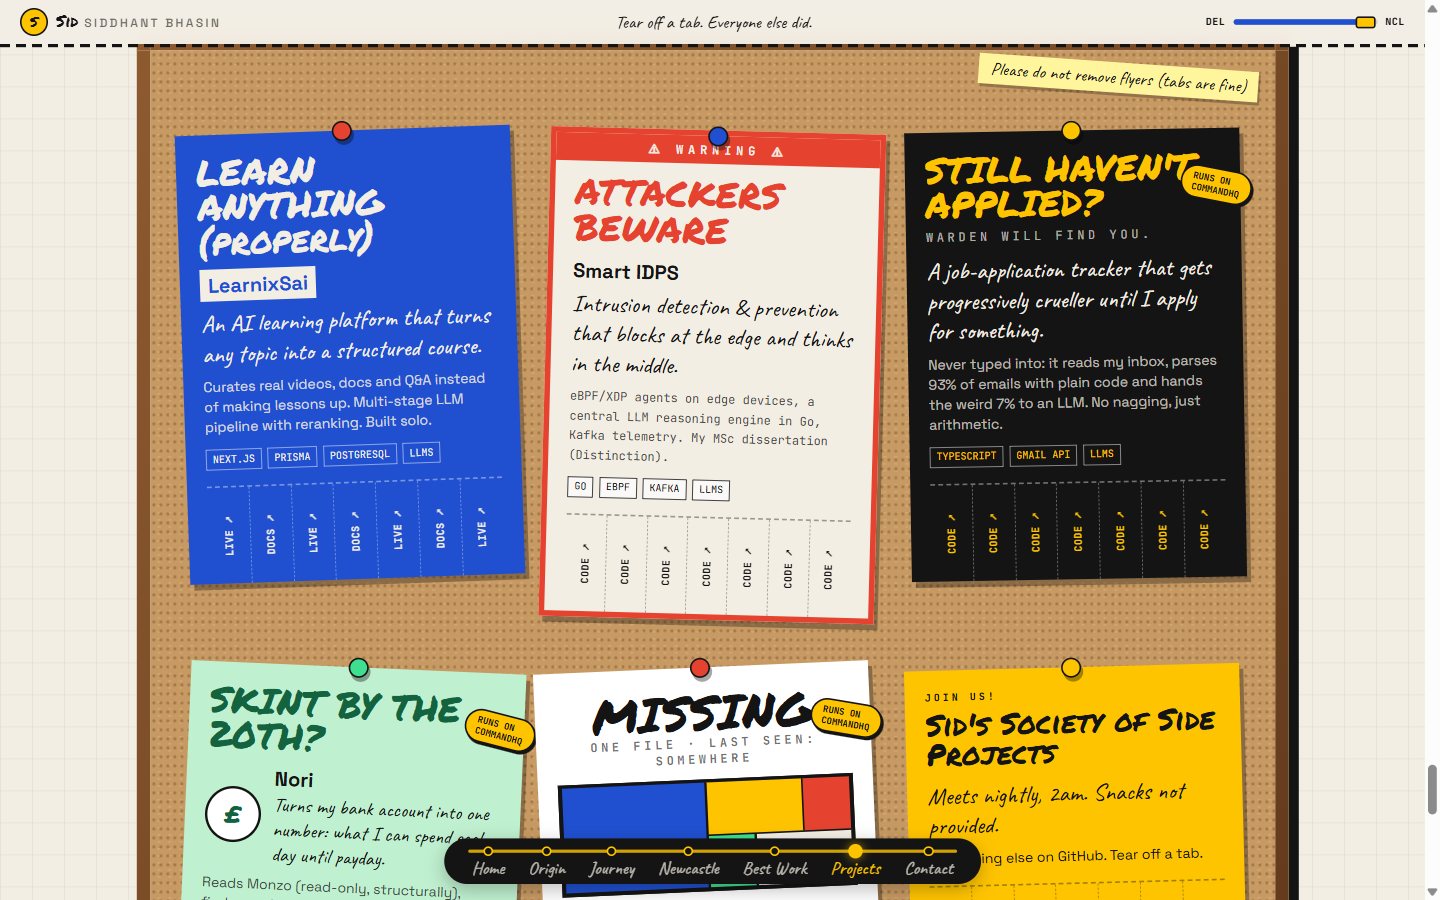 S Sid SIDDHANT BHASIN
Tear off a tab. Everyone else did.
DEL NCL
Please do not remove flyers (tabs are fine)
LEARN
ANYTHING
(PROPERLY)
LearnixSai
An AI learning platform that turns
any topic into a structured course.
Curates real videos, docs and Q&A instead
of making lessons up. Multi-stage LLM
pipeline with reranking. Built solo.
NEXT.JS PRISMA POSTGRESQL LLMS
LIVE ↗ DOCS ↗ LIVE ↗ DOCS ↗ LIVE ↗ DOCS ↗ LIVE ↗
⚠ WARNING ⚠
ATTACKERS
BEWARE
Smart IDPS
Intrusion detection & prevention
that blocks at the edge and thinks
in the middle.
eBPF/XDP agents on edge devices, a
central LLM reasoning engine in Go,
Kafka telemetry. My MSc dissertation
(Distinction).
GO EBPF KAFKA LLMS
CODE ↗ CODE ↗ CODE ↗ CODE ↗ CODE ↗ CODE ↗ CODE ↗
STILL HAVEN'T
APPLIED?
RUNS ON
COMMANDHQ
WARDEN WILL FIND YOU.
A job-application tracker that gets
progressively crueller until I apply
for something.
Never typed into: it reads my inbox, parses
93% of emails with plain code and hands
the weird 7% to an LLM. No nagging, just
arithmetic.
TYPESCRIPT GMAIL API LLMS
CODE ↗ CODE ↗ CODE ↗ CODE ↗ CODE ↗ CODE ↗ CODE ↗
SKINT BY THE
20TH?
RUNS ON
COMMANDHQ
£
Nori
Turns my bank account into one
number: what I can spend each
day until payday.
Reads Monzo (read-only, structurally),
MISSING
RUNS ON
COMMANDHQ
ONE FILE · LAST SEEN:
SOMEWHERE
JOIN US!
Sid's Society of Side
Projects
Meets nightly, 2am. Snacks not
provided.
else on GitHub. Tear off a tab.
Home Origin Journey Newcastle Best Work Projects Contact